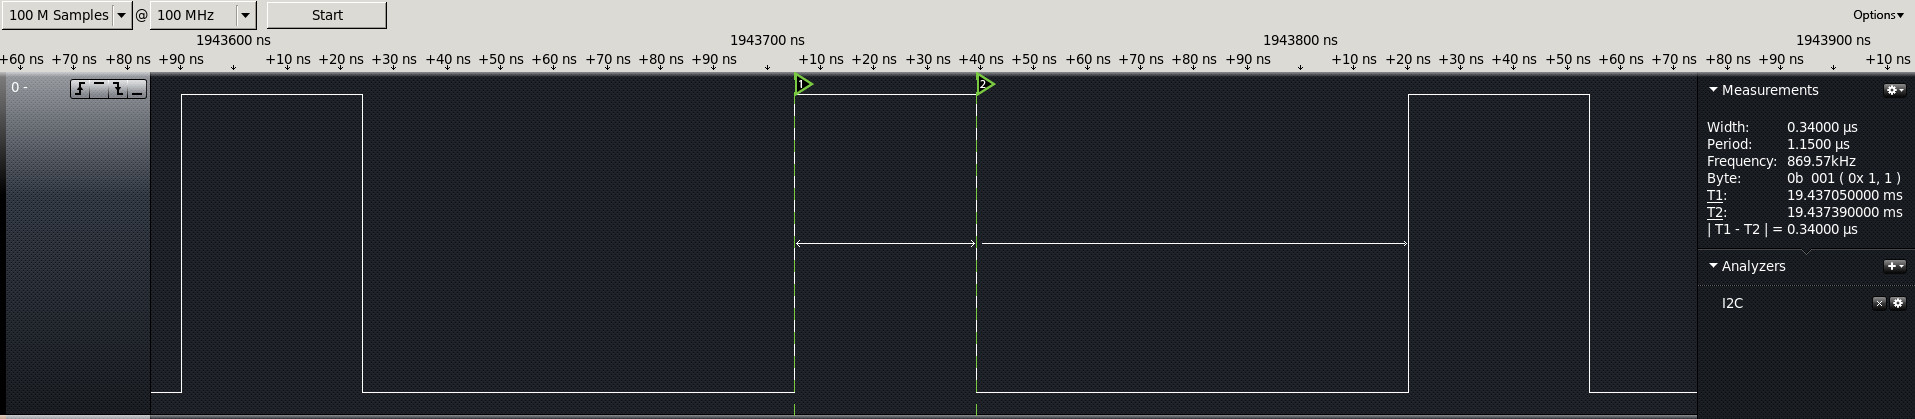 100 M Samples @ 100 MHz Start Options
1943600 ns 1943700 ns 1943800 ns 1943900 ns
+60 ns +70 ns +80 ns +90 ns +10 ns +20 ns +30 ns +40 ns +50 ns +60 ns +70 ns +80 ns +90 ns +10 ns +20 ns +30 ns +40 ns +50 ns +60 ns +70 ns +80 ns +90 ns +10 ns +20 ns +30 ns +40 ns +50 ns +60 ns +70 ns +80 ns +90 ns +10 ns
0 -
1
2
Measurements
Width: 0.34000 µs
Period: 1.1500 µs
Frequency: 869.57kHz
Byte: 0b 001 ( 0x 1, 1 )
T1: 19.437050000 ms
T2: 19.437390000 ms
| T1 - T2 | = 0.34000 µs
Analyzers
I2C